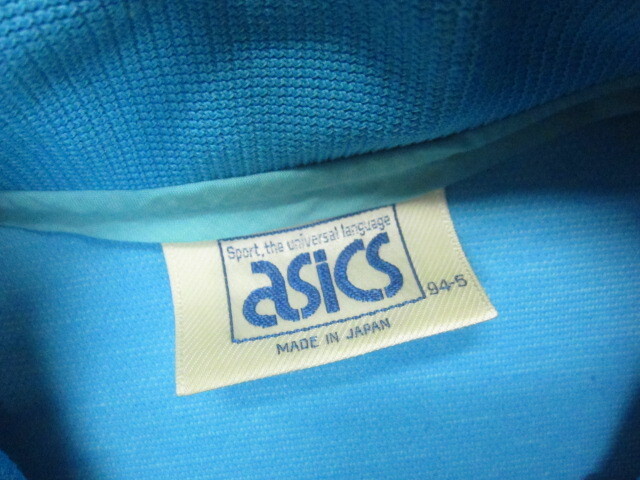 Sport, the universal language
asics
94-5
MADE IN JAPAN